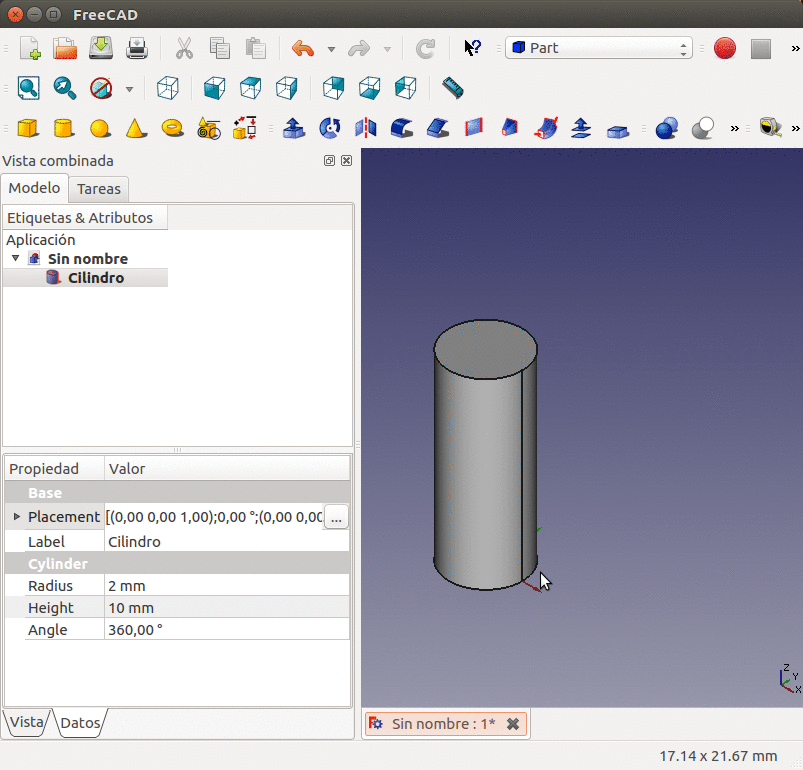 FreeCAD
Part
Vista combinada
Modelo
Tareas
Etiquetas & Atributos
Aplicación
Sin nombre
Cilindro
Propiedad Valor
Base
Placement [(0,00 0,00 1,00);0,00 °;(0,00 0,00 ...
Label Cilindro
Cylinder
Radius 2 mm
Height 10 mm
Angle 360,00 °
Z
Y
X
Vista Datos
Sin nombre : 1*
17.14 x 21.67 mm